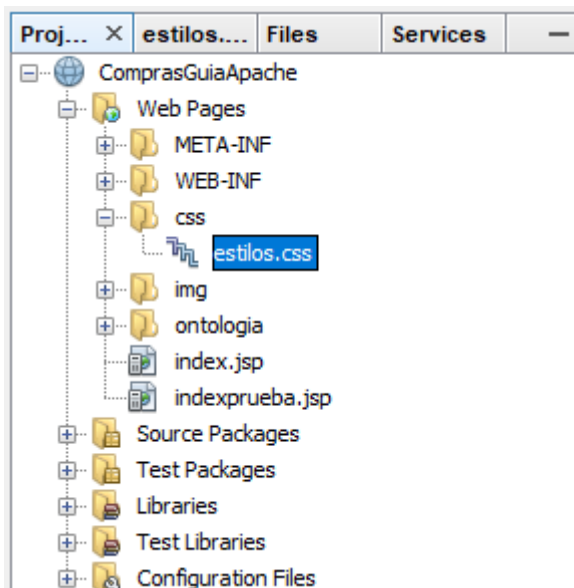 Proj... estilos.... Files Services
ComprasGuiaApache
Web Pages
META-INF
WEB-INF
css
estilos.css
img
ontologia
index.jsp
indexprueba.jsp
Source Packages
Test Packages
Libraries
Test Libraries
Configuration Files